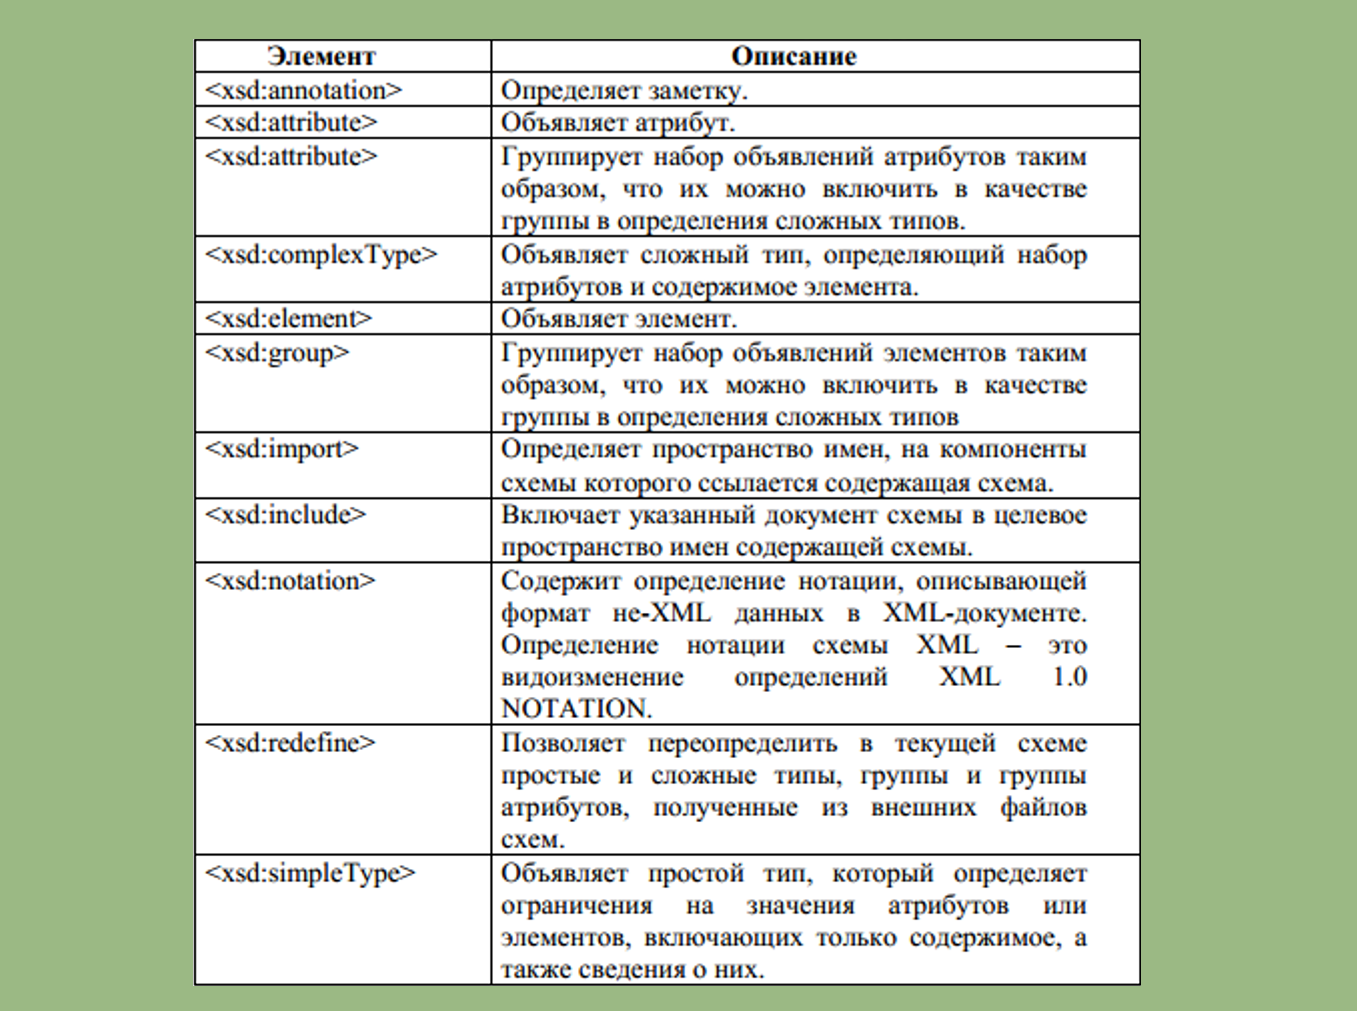 Элемент Описание
<xsd:annotation> Определяет заметку.
<xsd:attribute> Объявляет атрибут.
<xsd:attribute> Группирует набор объявлений атрибутов таким
образом, что их можно включить в качестве
группы в определения сложных типов.
<xsd:complexType> Объявляет сложный тип, определяющий набор
атрибутов и содержимое элемента.
<xsd:element> Объявляет элемент.
<xsd:group> Группирует набор объявлений элементов таким
образом, что их можно включить в качестве
группы в определения сложных типов
<xsd:import> Определяет пространство имен, на компоненты
схемы которого ссылается содержащая схема.
<xsd:include> Включает указанный документ схемы в целевое
пространство имен содержащей схемы.
<xsd:notation> Содержит определение нотации, описывающей
формат не-XML данных в XML-документе.
Определение нотации схемы XML – это
видоизменение определений XML 1.0
NOTATION.
<xsd:redefine> Позволяет переопределить в текущей схеме
простые и сложные типы, группы и группы
атрибутов, полученные из внешних файлов
схем.
<xsd:simpleType> Объявляет простой тип, который определяет
ограничения на значения атрибутов или
элементов, включающих только содержимое, а
также сведения о них.